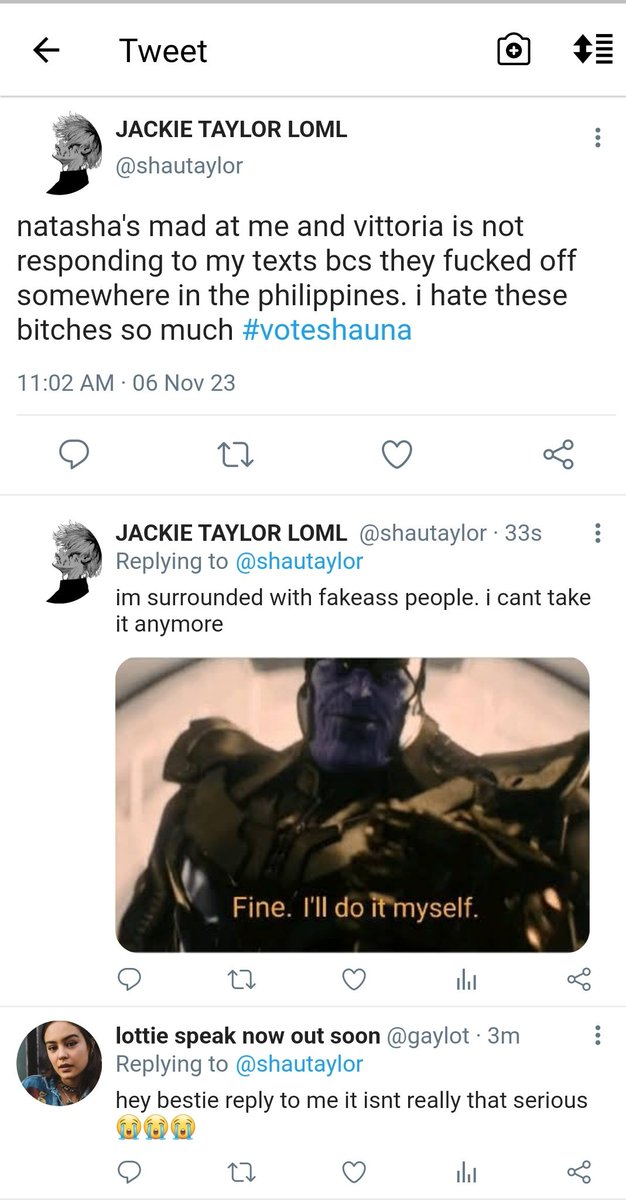 Tweet
JACKIE TAYLOR LOML
@shautaylor
natasha's mad at me and vittoria is not
responding to my texts bcs they fucked off
somewhere in the philippines. i hate these
bitches so much #voteshauna
11:02 AM · 06 Nov 23
JACKIE TAYLOR LOML @shautaylor · 33s
Replying to @shautaylor
im surrounded with fakeass people. i cant take
it anymore
Fine. I'll do it myself.
lottie speak now out soon @gaylot · 3m
Replying to @shautaylor
hey bestie reply to me it isnt really that serious
😭😭😭